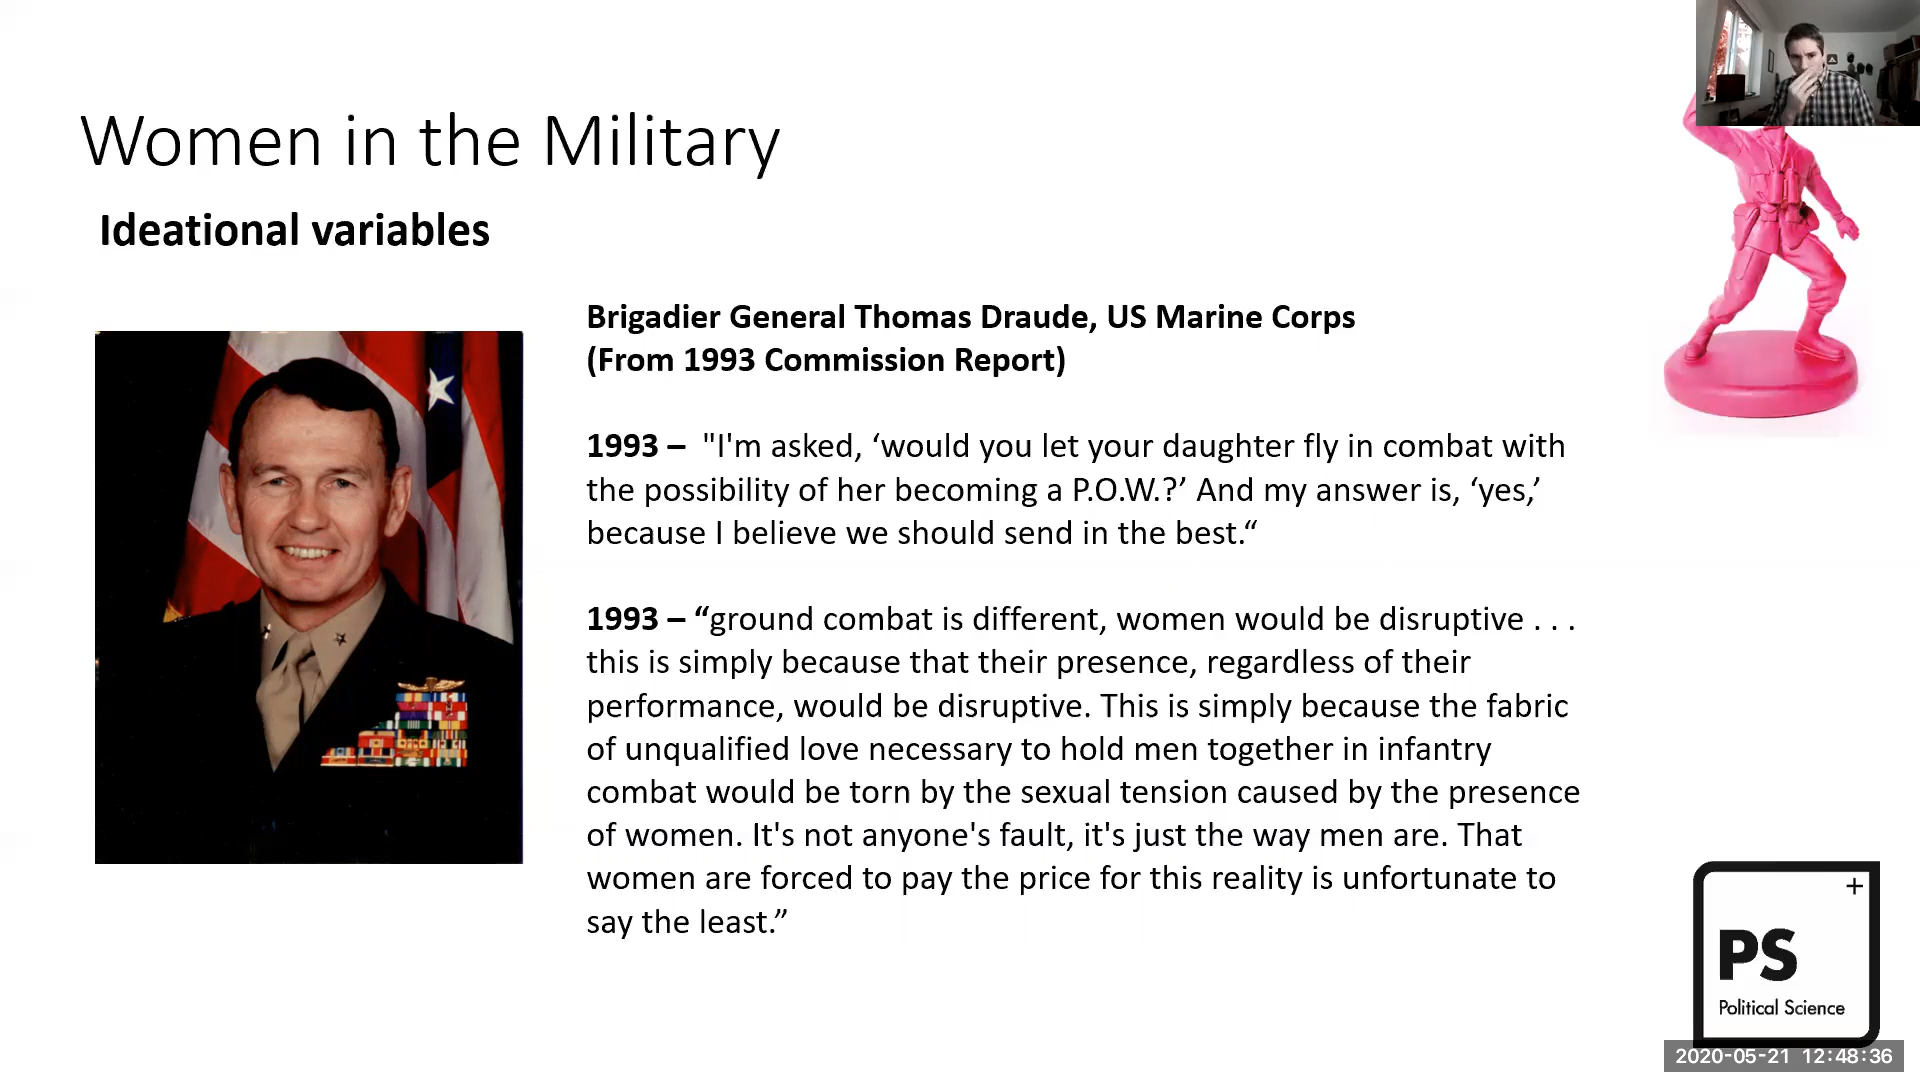 Women in the Military
Ideational variables
Brigadier General Thomas Draude, US Marine Corps
(From 1993 Commission Report)
1993 –  "I'm asked, ‘would you let your daughter fly in combat with
the possibility of her becoming a P.O.W.?’ And my answer is, ‘yes,’
because I believe we should send in the best.“
1993 – “ground combat is different, women would be disruptive . . .
this is simply because that their presence, regardless of their
performance, would be disruptive. This is simply because the fabric
of unqualified love necessary to hold men together in infantry
combat would be torn by the sexual tension caused by the presence
of women. It's not anyone's fault, it's just the way men are. That
women are forced to pay the price for this reality is unfortunate to
say the least.”
+
PS
Political Science
2020-05-21 12:48:36